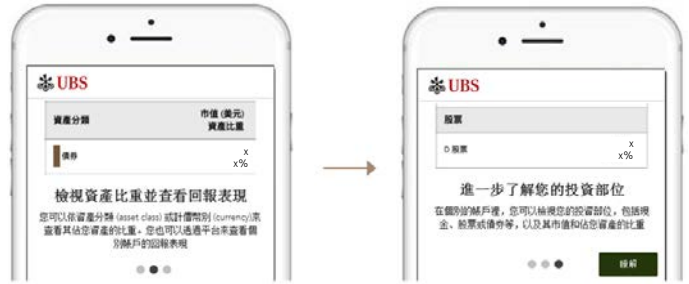 UBS
資產分類
市值 (美元)
資產比重
債券
x
x%
檢視資產比重並查看回報表現
您可以依資產分類 (asset class) 或計價幣別 (currency)來
查看其佔您資產的比重。您也可以透過平台來查看個
別賬戶的回報表現
UBS
股票
D 股票
x
x%
進一步了解您的投資部位
在個別的賬戶裡，您可以檢視您的投資部位，包括現
金、股票或債券等，以及其市值和佔您資產的比重